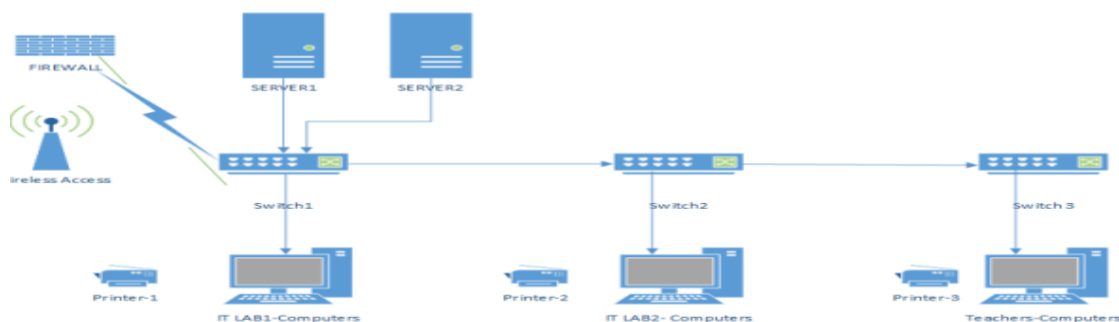 FIREWALL
SERVER1
SERVER2
ireless Access
Switch1
Switch2
Switch 3
Printer-1
Printer-2
Printer-3
IT LAB1-Computers
IT LAB2- Computers
Teachers-Computers